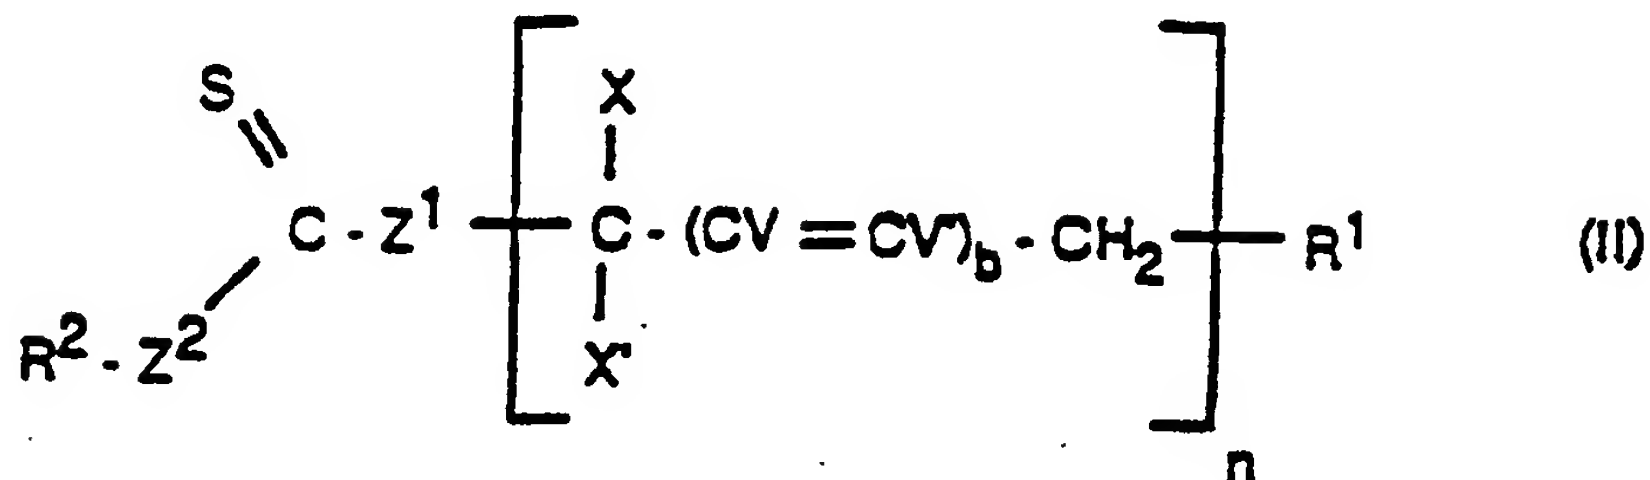 S X
C - Z¹ — C - (CV = CV')b - CH₂ — R¹ (II)
R² - Z² X'
n